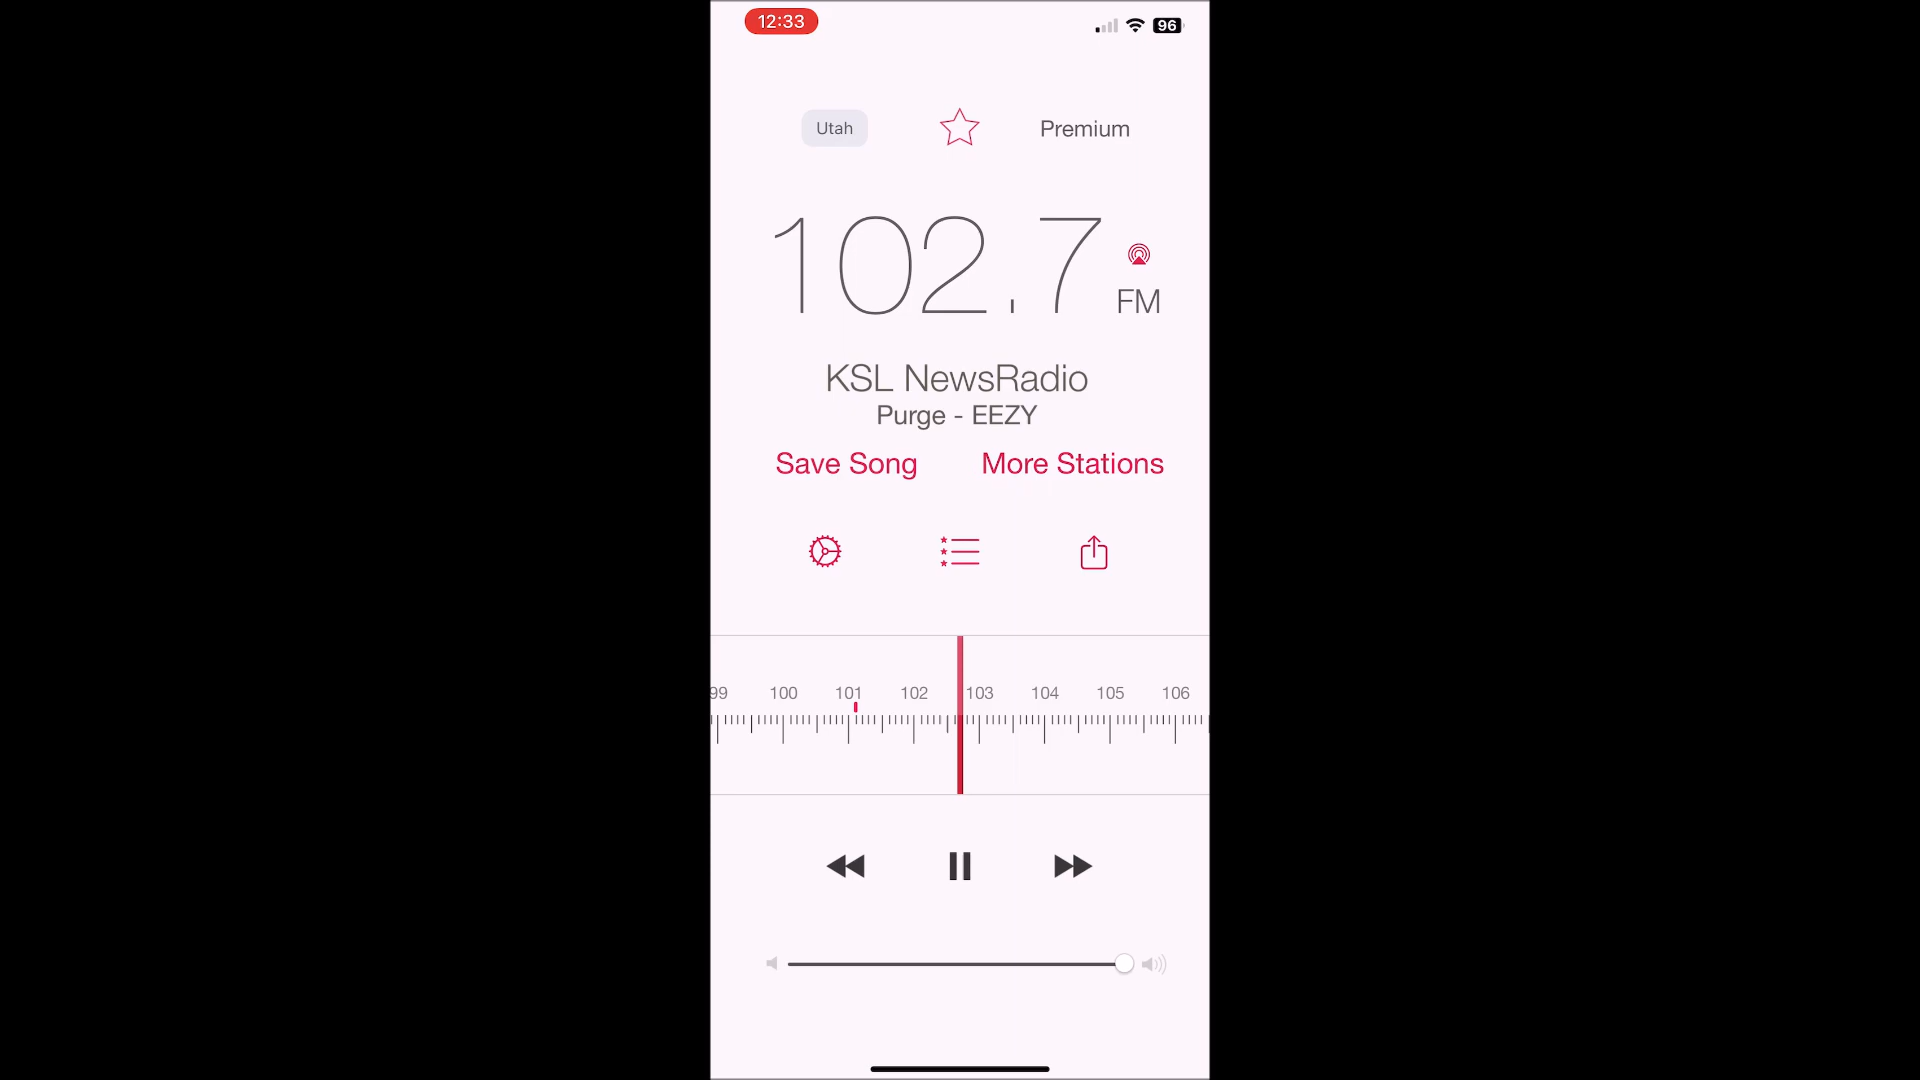 12:33
96
Utah
Premium
102.7
FM
KSL NewsRadio
Purge - EEZY
Save Song
More Stations
99 100 101 102 103 104 105 106